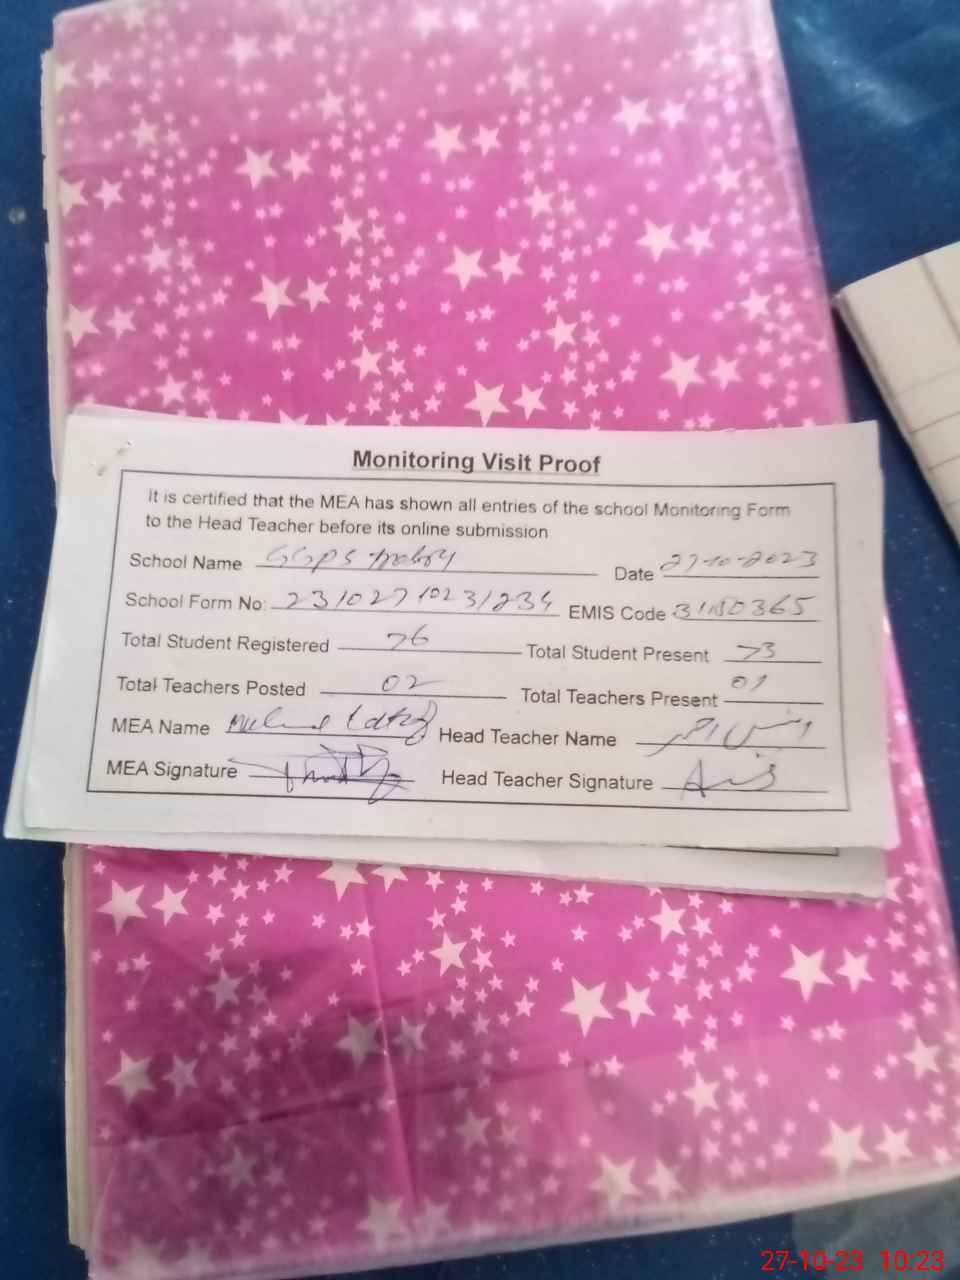 Monitoring Visit Proof
It is certified that the MEA has shown all entries of the school Monitoring Form
to the Head Teacher before its online submission
School Name GGPS Date 27-10-2023
School Form No: 23102710231234 EMIS Code
Total Student Registered 76 Total Student Present 73
Total Teachers Posted 02 Total Teachers Present 01
MEA Name Head Teacher Name
MEA Signature Head Teacher Signature
27-10-23 10:23